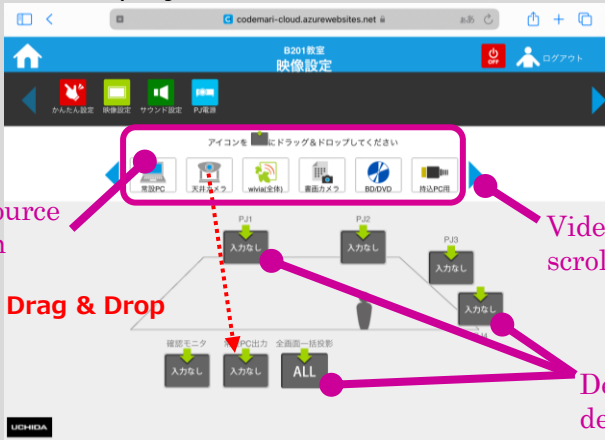 codemari-cloud.azurewebsites.net
ぁあ
B201教室
映像設定
OFF
ログアウト
かんたん設定
映像設定
サウンド設定
PJ電源
アイコンを にドラッグ&ドロップしてください
常設PC
天井カメラ
wivia(全体)
書画カメラ
BD/DVD
持込PC用
Drag & Drop
PJ1
入力なし
PJ2
入力なし
PJ3
入力なし
入力なし
確認モニタ
入力なし
PC出力
入力なし
全画面一括投影
ALL
UCHIDA